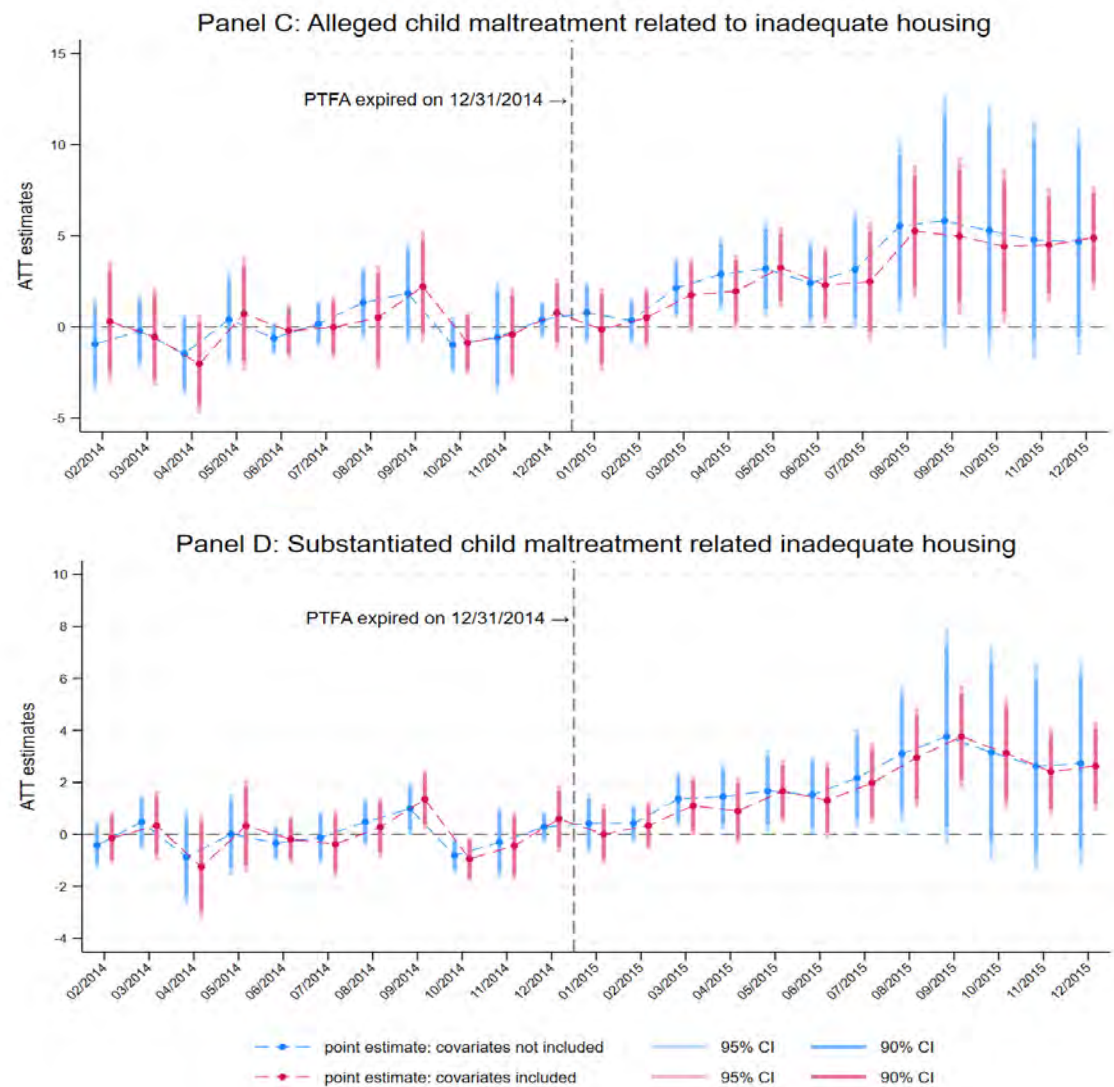 Panel C: Alleged child maltreatment related to inadequate housing
15
PTFA expired on 12/31/2014 →
10
5
0
-5
ATT estimates
02/2014 03/2014 04/2014 05/2014 06/2014 07/2014 08/2014 09/2014 10/2014 11/2014 12/2014 01/2015 02/2015 03/2015 04/2015 05/2015 06/2015 07/2015 08/2015 09/2015 10/2015 11/2015 12/2015
Panel D: Substantiated child maltreatment related inadequate housing
10
PTFA expired on 12/31/2014 →
8
6
4
2
0
-2
-4
ATT estimates
02/2014 03/2014 04/2014 05/2014 06/2014 07/2014 08/2014 09/2014 10/2014 11/2014 12/2014 01/2015 02/2015 03/2015 04/2015 05/2015 06/2015 07/2015 08/2015 09/2015 10/2015 11/2015 12/2015
point estimate: covariates not included 95% CI 90% CI
point estimate: covariates included 95% CI 90% CI